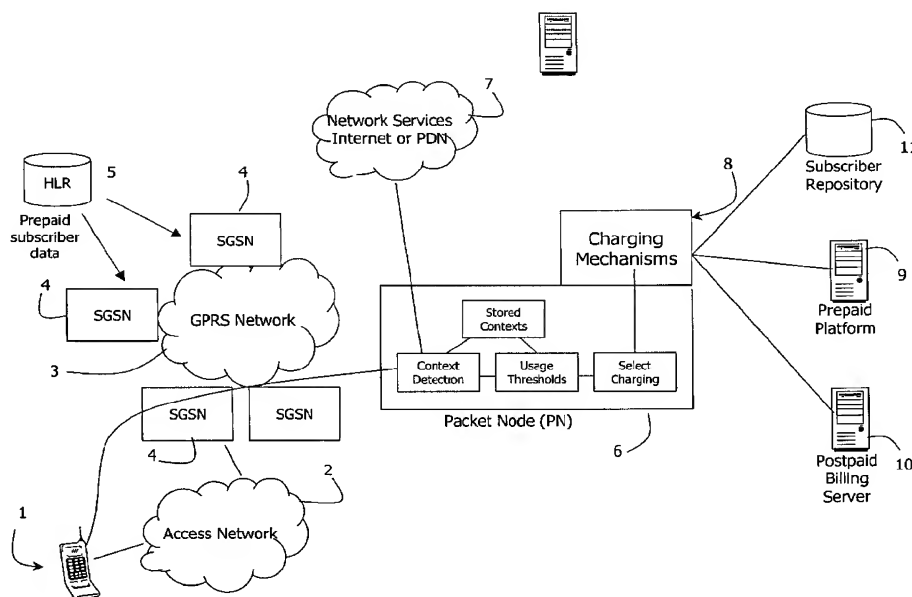 7
Network Services
Internet or PDN
HLR
5
Prepaid
subscriber
data
4
SGSN
4
SGSN
GPRS Network
3
SGSN
SGSN
4
2
Access Network
1
8
Charging
Mechanisms
Stored
Contexts
Context
Detection
Usage
Thresholds
Select
Charging
Packet Node (PN)
6
11
Subscriber
Repository
9
Prepaid
Platform
10
Postpaid
Billing
Server